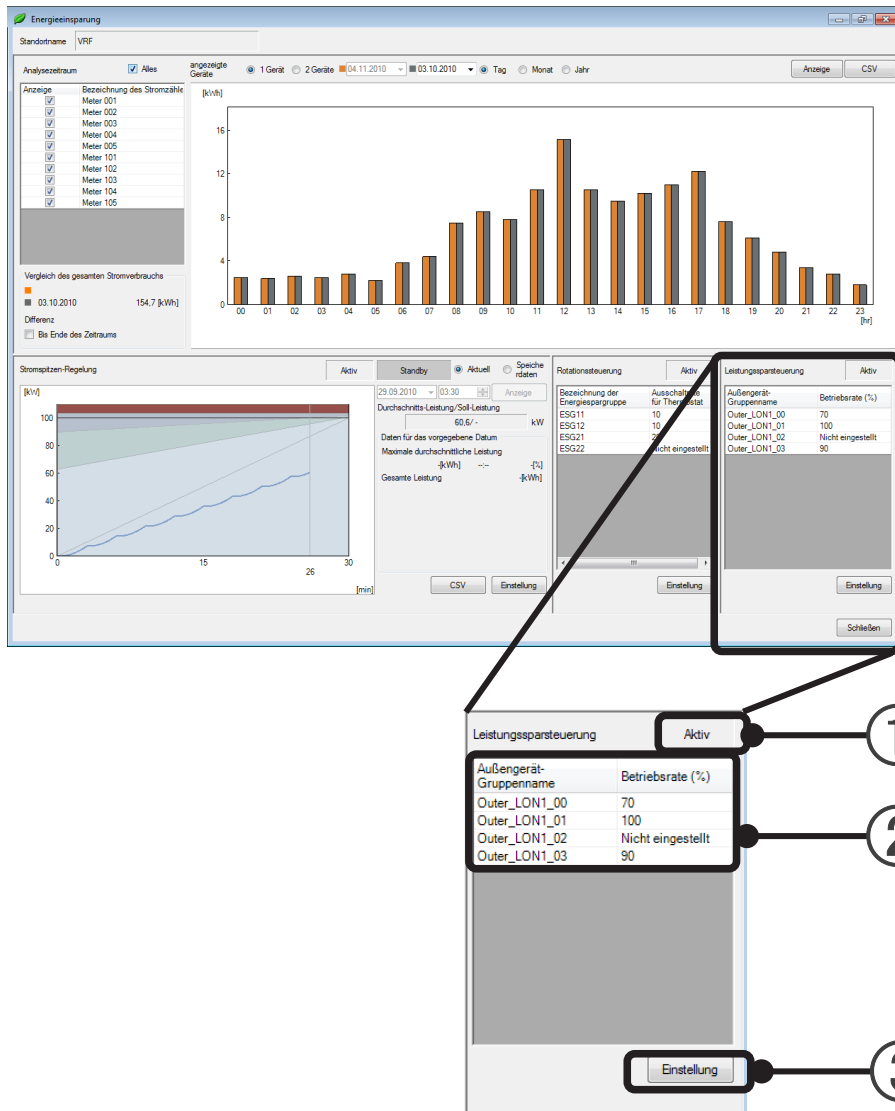 Energieeinsparung
Standortname VRF
Analysezeitraum Alles
angezeigte Geräte 1 Gerät 2 Geräte 04.11.2010 03.10.2010 Tag Monat Jahr Anzeige CSV
Anzeige Bezeichnung des Stromzähle
Meter 001
Meter 002
Meter 003
Meter 004
Meter 005
Meter 101
Meter 102
Meter 103
Meter 104
Meter 105
Vergleich des gesamten Stromverbrauchs
03.10.2010 154,7 [kWh]
Differenz
Bis Ende des Zeitraums
[kWh]
16
12
8
4
0
00 01 02 03 04 05 06 07 08 09 10 11 12 13 14 15 16 17 18 19 20 21 22 23
[hr]
Stromspitzen-Regelung Aktiv Standby Aktuell Speiche rdaten
[kW]
100
80
60
40
20
0
0 15 30
26
[min]
29.09.2010 03:30 Anzeige
Durchschnitts-Leistung/Soll-Leistung
60,6/ - kW
Daten für das vorgegebene Datum
Maximale durchschnittliche Leistung
-[kWh] --:-- -[%]
Gesamte Leistung -[kWh]
CSV Einstellung
Rotationssteuerung Aktiv
Bezeichnung der Energiespargruppe
für Thermostat
ESG11 10
ESG12 10
ESG21
ESG22 Nicht eingestellt
Einstellung
Leistungssparsteuerung Aktiv
Außengerät-
Gruppenname Betriebsrate (%)
Outer_LON1_00 70
Outer_LON1_01 100
Outer_LON1_02 Nicht eingestellt
Outer_LON1_03 90
Einstellung
Schließen
Leistungssparsteuerung Aktiv
Außengerät-
Gruppenname Betriebsrate (%)
Outer_LON1_00 70
Outer_LON1_01 100
Outer_LON1_02 Nicht eingestellt
Outer_LON1_03 90
Einstellung
1
2
3